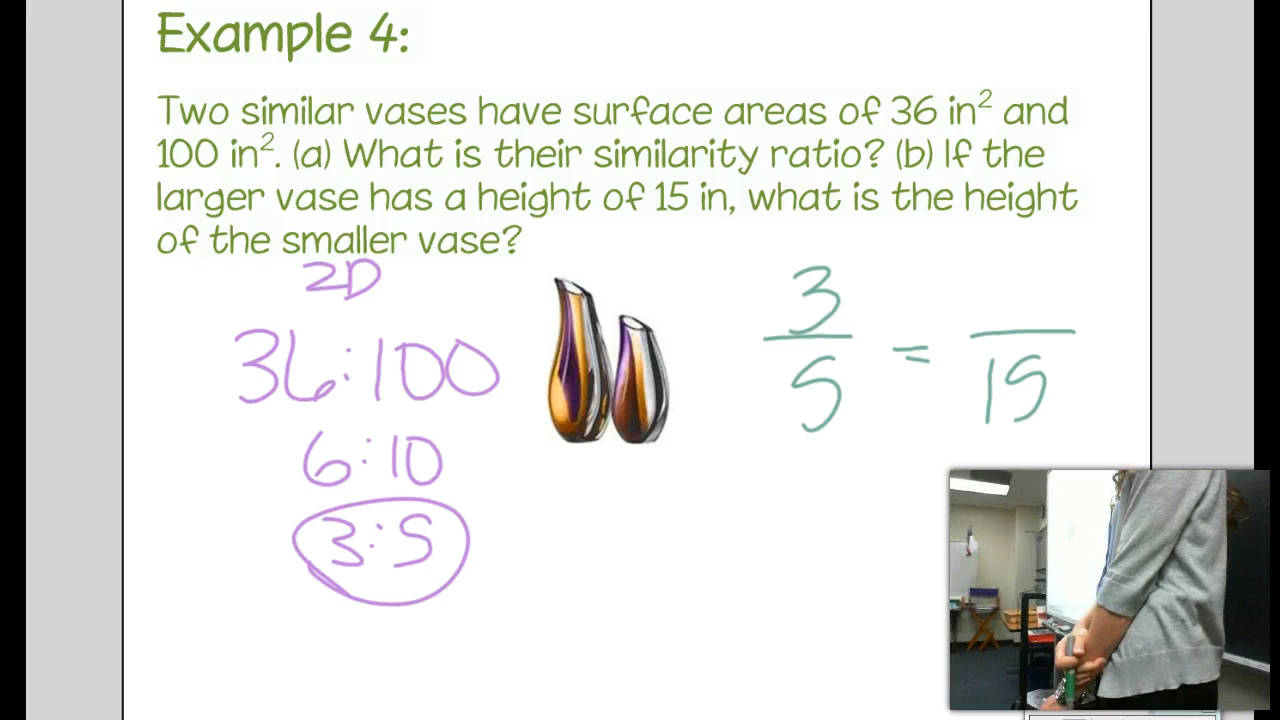 Example 4:
Two similar vases have surface areas of 36 in² and
100 in². (a) What is their similarity ratio? (b) If the
larger vase has a height of 15 in, what is the height
of the smaller vase?
2D
36:100
6:10
3:5
3/5 = /15